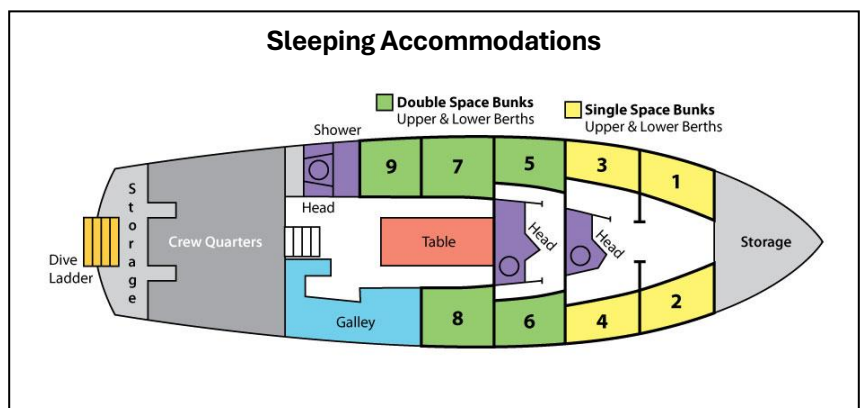 Sleeping Accommodations
Double Space Bunks
Upper & Lower Berths
Single Space Bunks
Upper & Lower Berths
Shower
9
7
5
3
1
Storage
Head
Crew Quarters
Table
Head
Head
Storage
Dive
Ladder
Galley
8
6
4
2